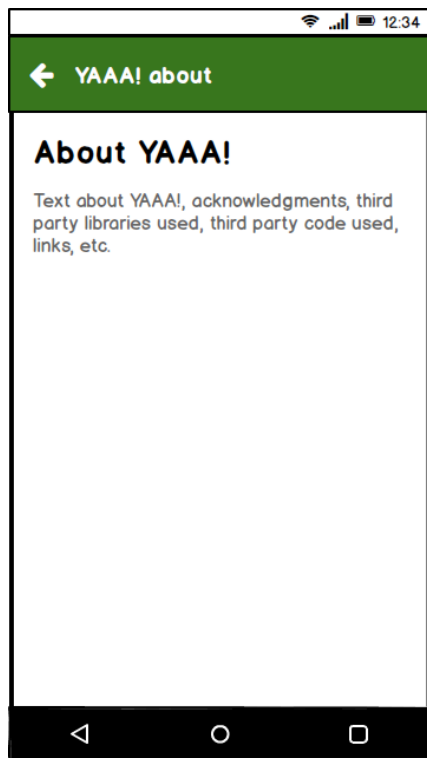 12:34
YAAA! about
About YAAA!
Text about YAAA!, acknowledgments, third
party libraries used, third party code used,
links, etc.